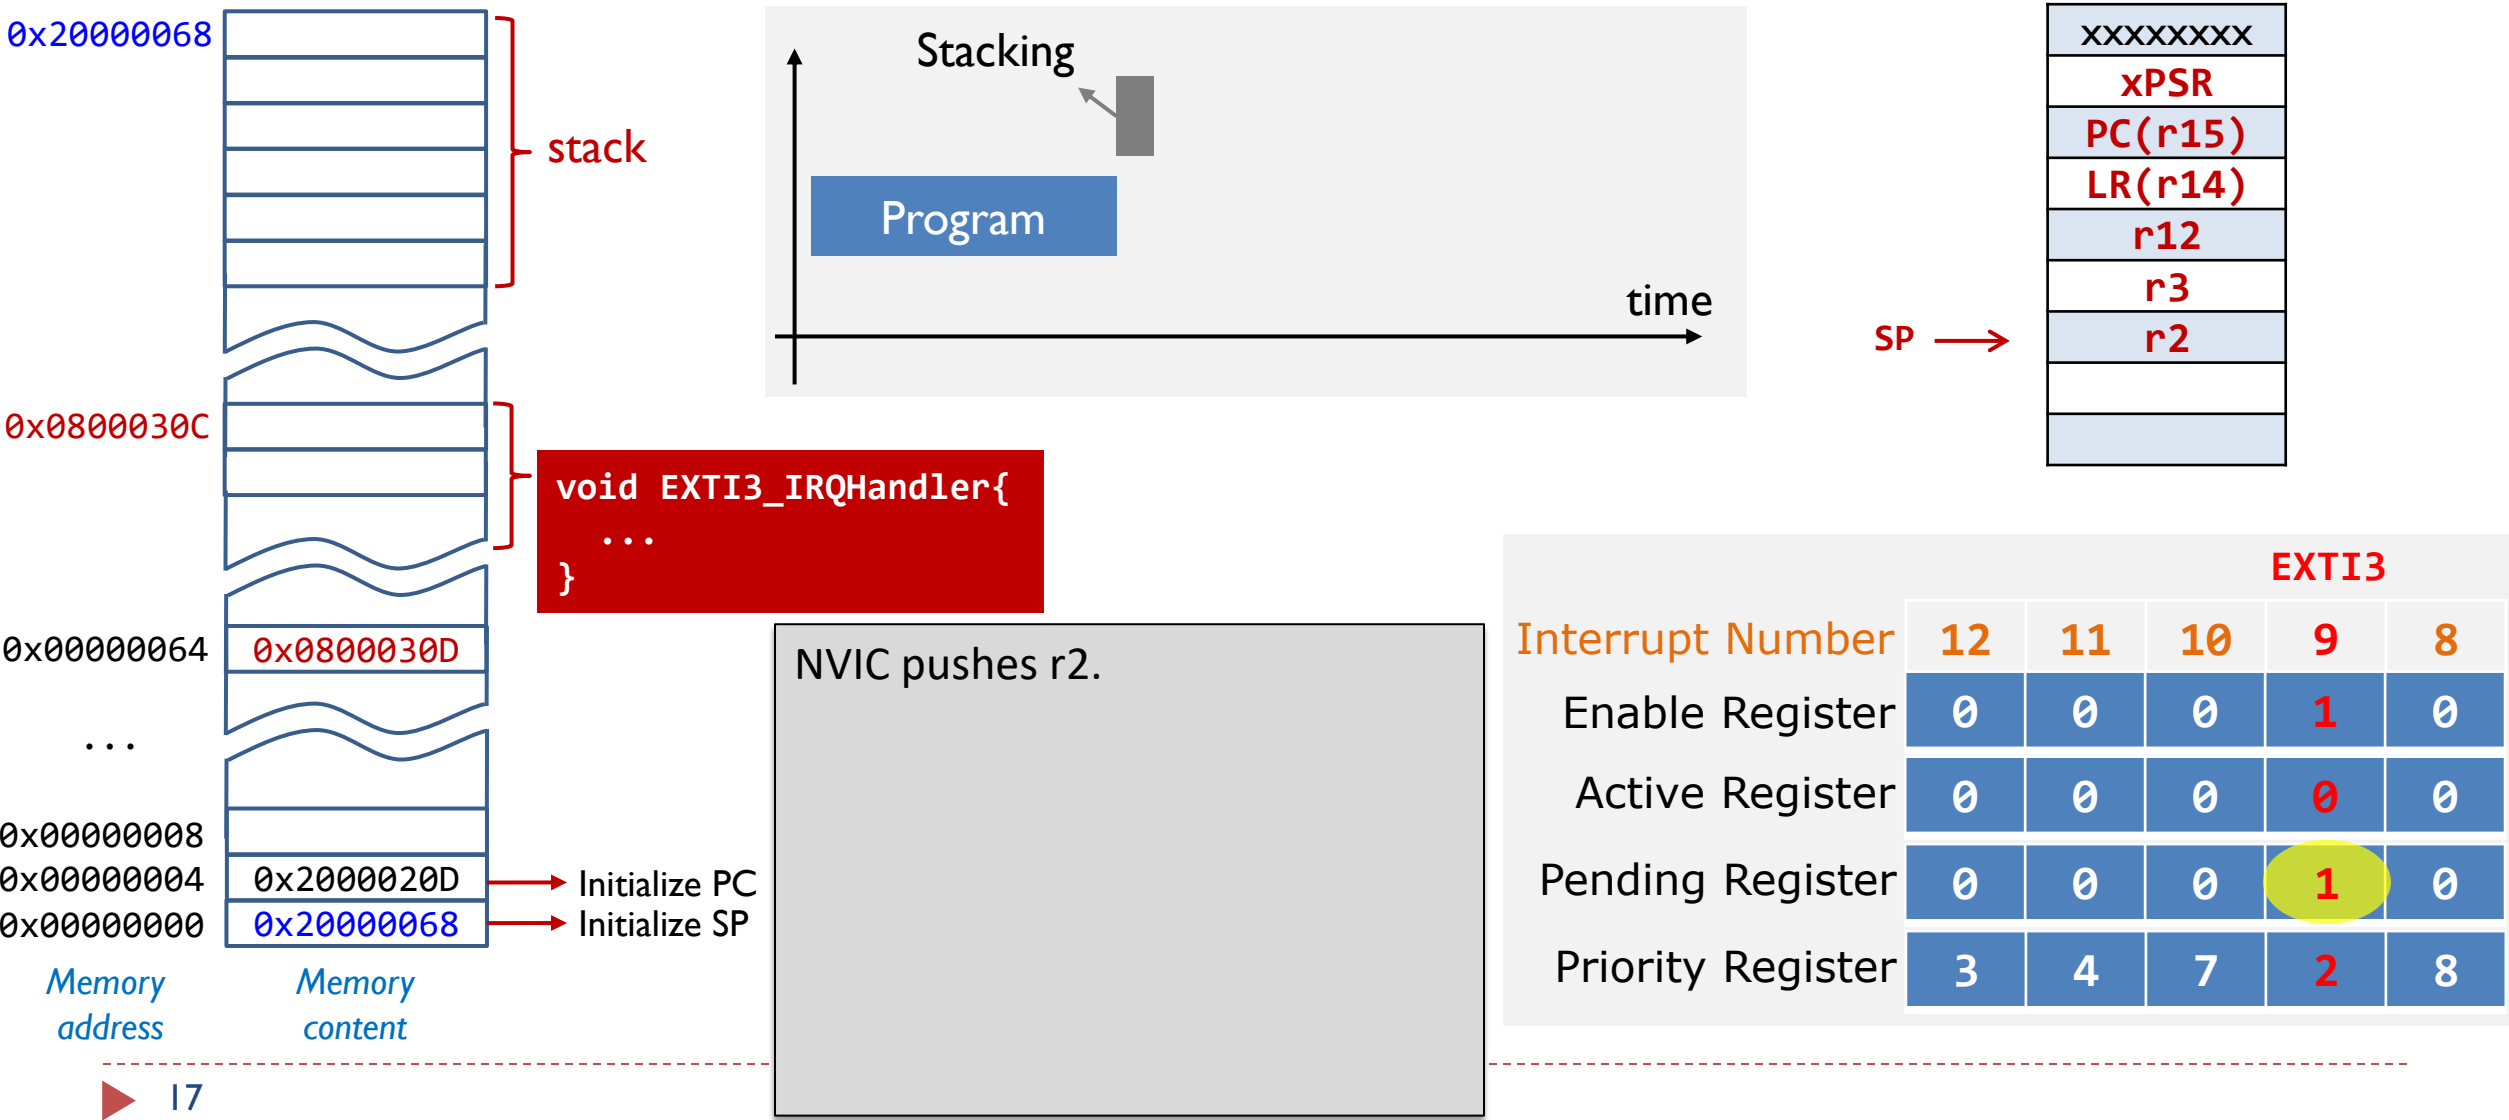 0x20000068
stack
0x0800030C
void EXTI3_IRQHandler{
...
}
0x00000064 0x0800030D
...
0x00000008
0x00000004 0x2000020D Initialize PC
0x00000000 0x20000068 Initialize SP
Memory address
Memory content
17
Stacking
Program
time
NVIC pushes r2.
xxxxxxxx
xPSR
PC(r15)
LR(r14)
r12
r3
SP r2
EXTI3
Interrupt Number 12 11 10 9 8
Enable Register 0 0 0 1 0
Active Register 0 0 0 0 0
Pending Register 0 0 0 1 0
Priority Register 3 4 7 2 8